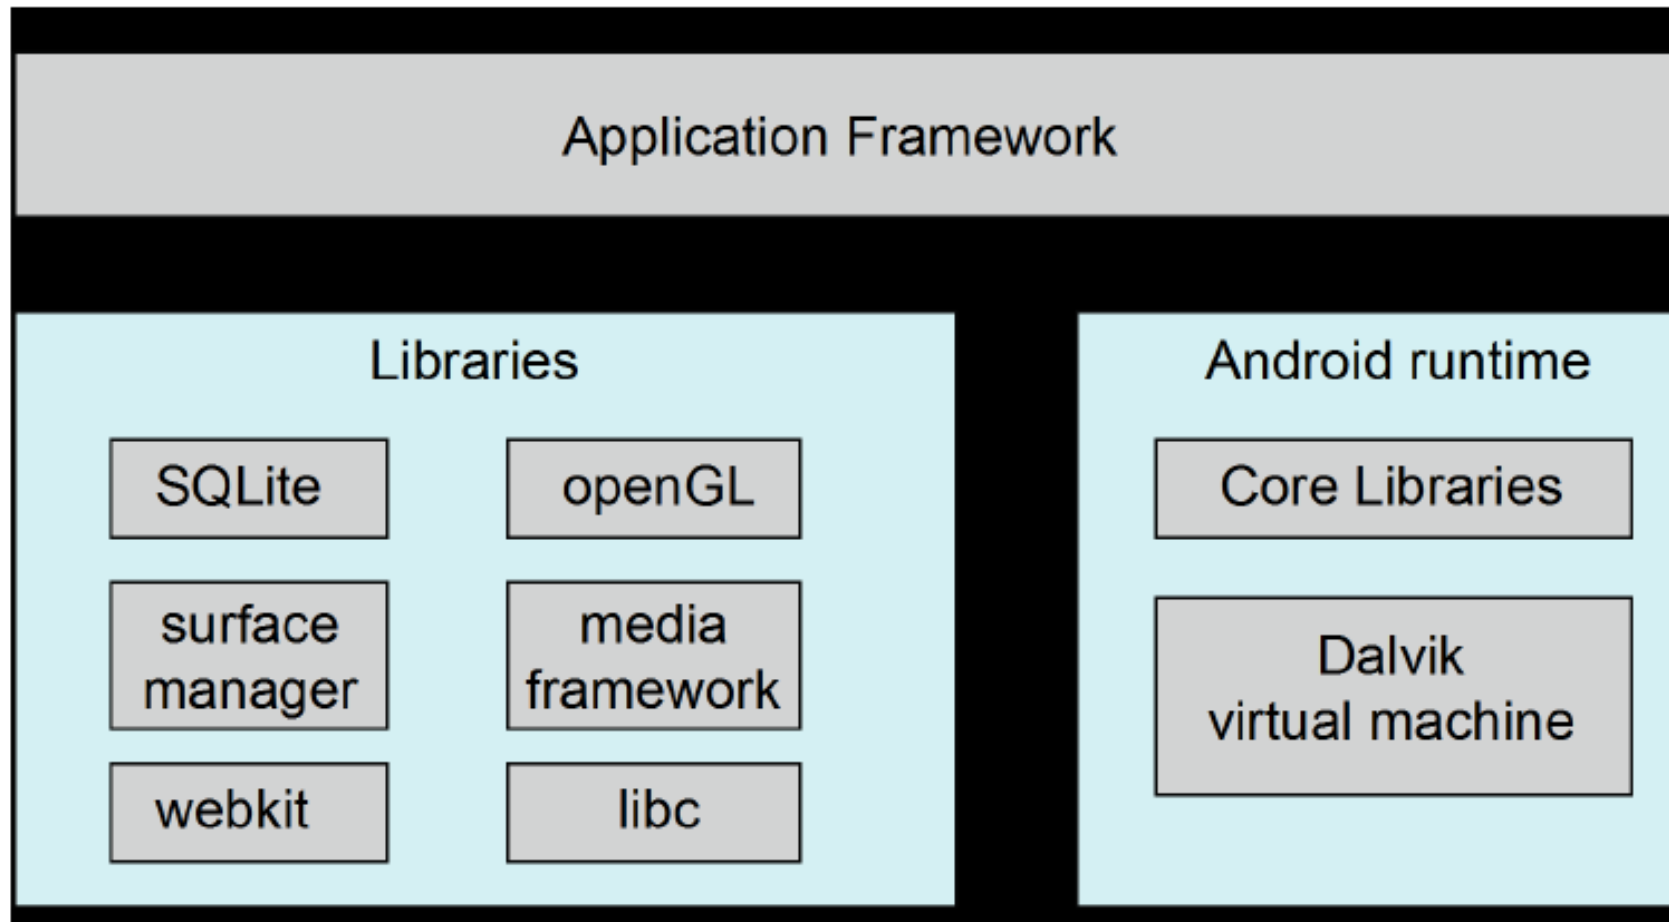 Application Framework
Libraries
SQLite
openGL
surface
manager
media
framework
webkit
libc
Android runtime
Core Libraries
Dalvik
virtual machine